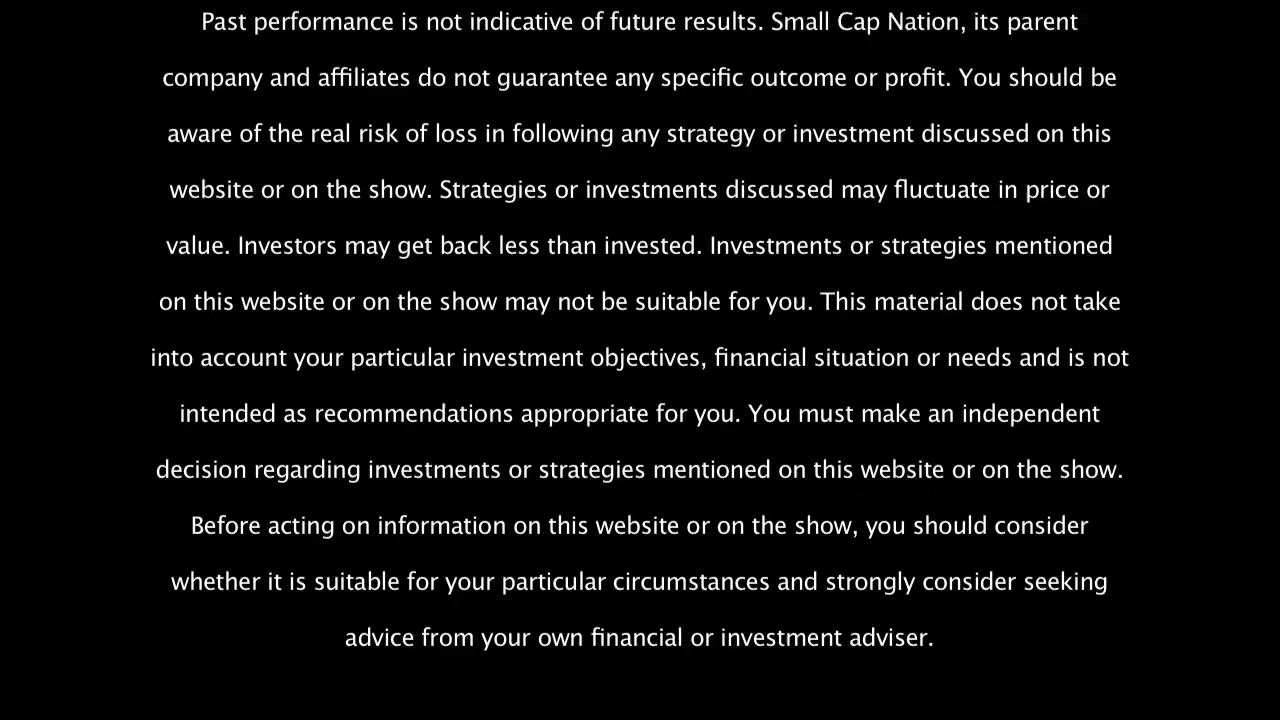 Past performance is not indicative of future results. Small Cap Nation, its parent
company and affiliates do not guarantee any specific outcome or profit. You should be
aware of the real risk of loss in following any strategy or investment discussed on this
website or on the show. Strategies or investments discussed may fluctuate in price or
value. Investors may get back less than invested. Investments or strategies mentioned
on this website or on the show may not be suitable for you. This material does not take
into account your particular investment objectives, financial situation or needs and is not
intended as recommendations appropriate for you. You must make an independent
decision regarding investments or strategies mentioned on this website or on the show.
Before acting on information on this website or on the show, you should consider
whether it is suitable for your particular circumstances and strongly consider seeking
advice from your own financial or investment adviser.